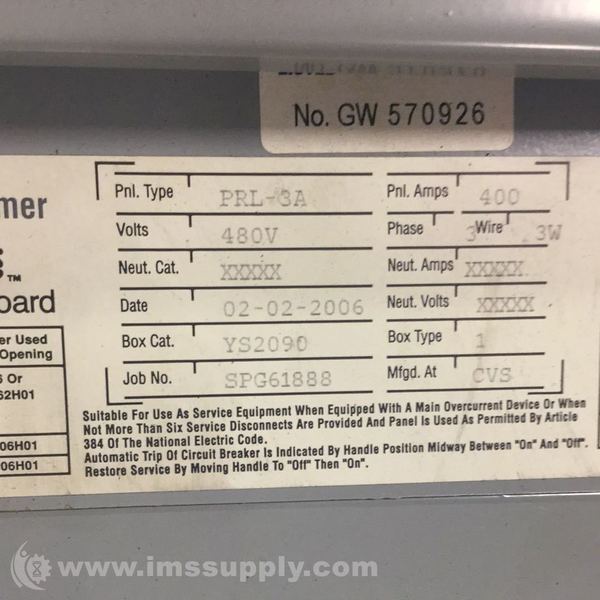 No. GW 570926
mer
™
oard
er Used
Opening
Or
62H01
06H01
06H01
Pnl. Type PRL-3A Pnl. Amps 400
Volts 480V Phase 3 Wire 3W
Neut. Cat. XXXXX Neut. Amps XXXXX
Date 02-02-2006 Neut. Volts XXXXX
Box Cat. YS2090 Box Type 1
Job No. SPG61888 Mfgd. At CVS
Suitable For Use As Service Equipment When Equipped With A Main Overcurrent Device Or When
Not More Than Six Service Disconnects Are Provided And Panel Is Used As Permitted By Article
384 Of The National Electric Code.
Automatic Trip Of Circuit Breaker Is Indicated By Handle Position Midway Between "On" And "Off".
Restore Service By Moving Handle To "Off" Then "On".
www.imssupply.com